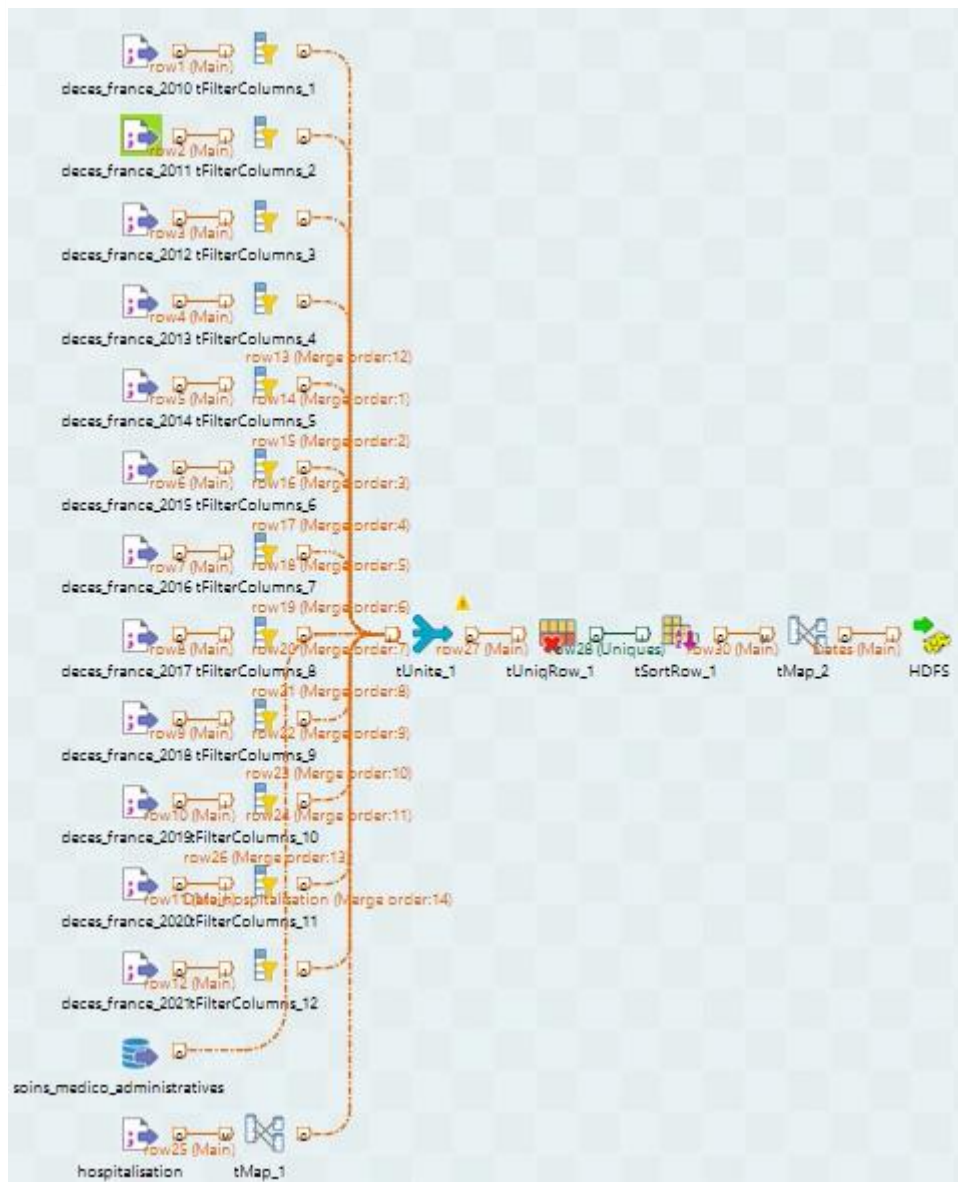 row1 (Main)
deces_france_2010 tFilterColumns_1
row2 (Main)
deces_france_2011 tFilterColumns_2
row3 (Main)
deces_france_2012 tFilterColumns_3
row4 (Main)
deces_france_2013 tFilterColumns_4
row13 (Merge order:12)
row5 (Main) row14 (Merge order:1)
deces_france_2014 tFilterColumns_5
row15 (Merge order:2)
row6 (Main) row16 (Merge order:3)
deces_france_2015 tFilterColumns_6
row17 (Merge order:4)
row7 (Main) row18 (Merge order:5)
deces_france_2016 tFilterColumns_7
row19 (Merge order:6)
row8 (Main) row20 (Merge order:7) row27 (Main) row28 (Uniques) row30 (Main) Dates (Main)
deces_france_2017 tFilterColumns_8 tUnite_1 tUniqRow_1 tSortRow_1 tMap_2 HDFS
row21 (Merge order:8)
row9 (Main) row22 (Merge order:9)
deces_france_2018 tFilterColumns_9
row23 (Merge order:10)
row10 (Main) row24 (Merge order:11)
deces_france_2019 tFilterColumns_10
row26 (Merge order:13)
row11 (Main) (Merge order:14)
deces_france_2020 tFilterColumns_11
row12 (Main)
deces_france_2021 tFilterColumns_12
soins_medico_administratives
row25 (Main)
hospitalisation tMap_1